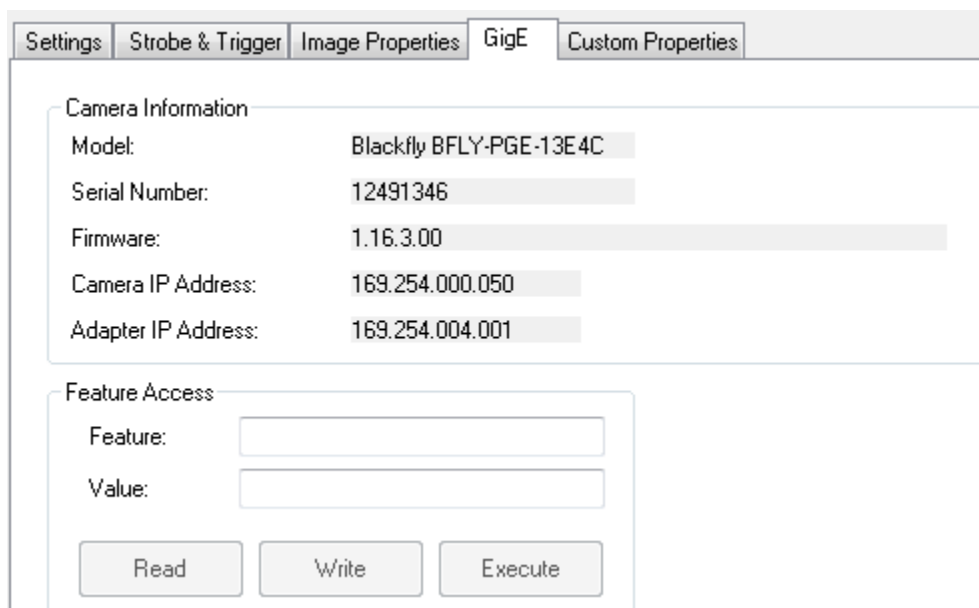 Settings Strobe & Trigger Image Properties GigE Custom Properties
Camera Information
Model: Blackfly BFLY-PGE-13E4C
Serial Number: 12491346
Firmware: 1.16.3.00
Camera IP Address: 169.254.000.050
Adapter IP Address: 169.254.004.001
Feature Access
Feature:
Value:
Read Write Execute